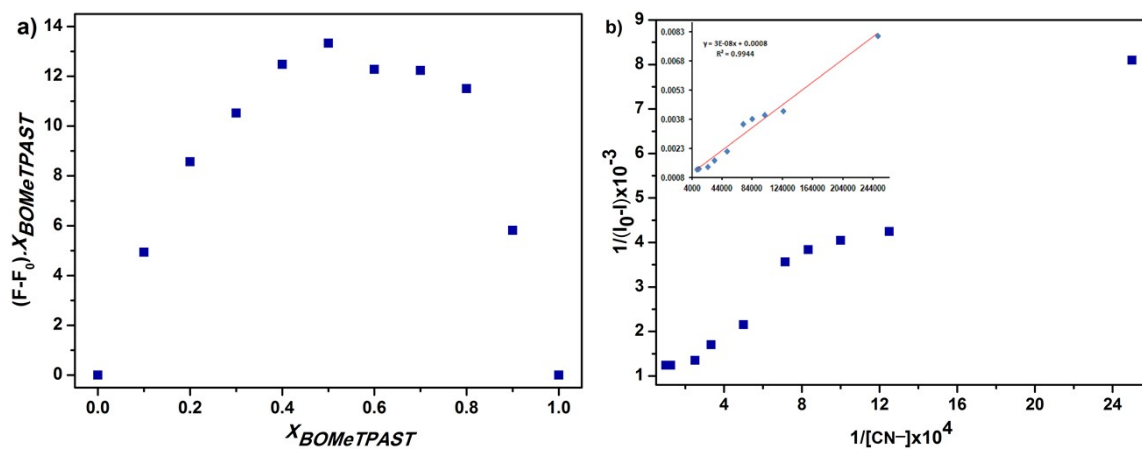 a)
14
12
10
8
6
4
2
0
(F-F₀).X_BOMeTPAST
0.0 0.2 0.4 0.6 0.8 1.0
X_BOMeTPAST
b)
9
8
7
6
5
4
3
2
1
1/(I₀-I)x10⁻³
4 8 12 16 20 24
1/[CN–]x10⁴
0.0083
0.0068
0.0053
0.0038
0.0023
0.0008
y = 3E-08x + 0.0008
R² = 0.9944
4000 44000 84000 124000 164000 204000 244000